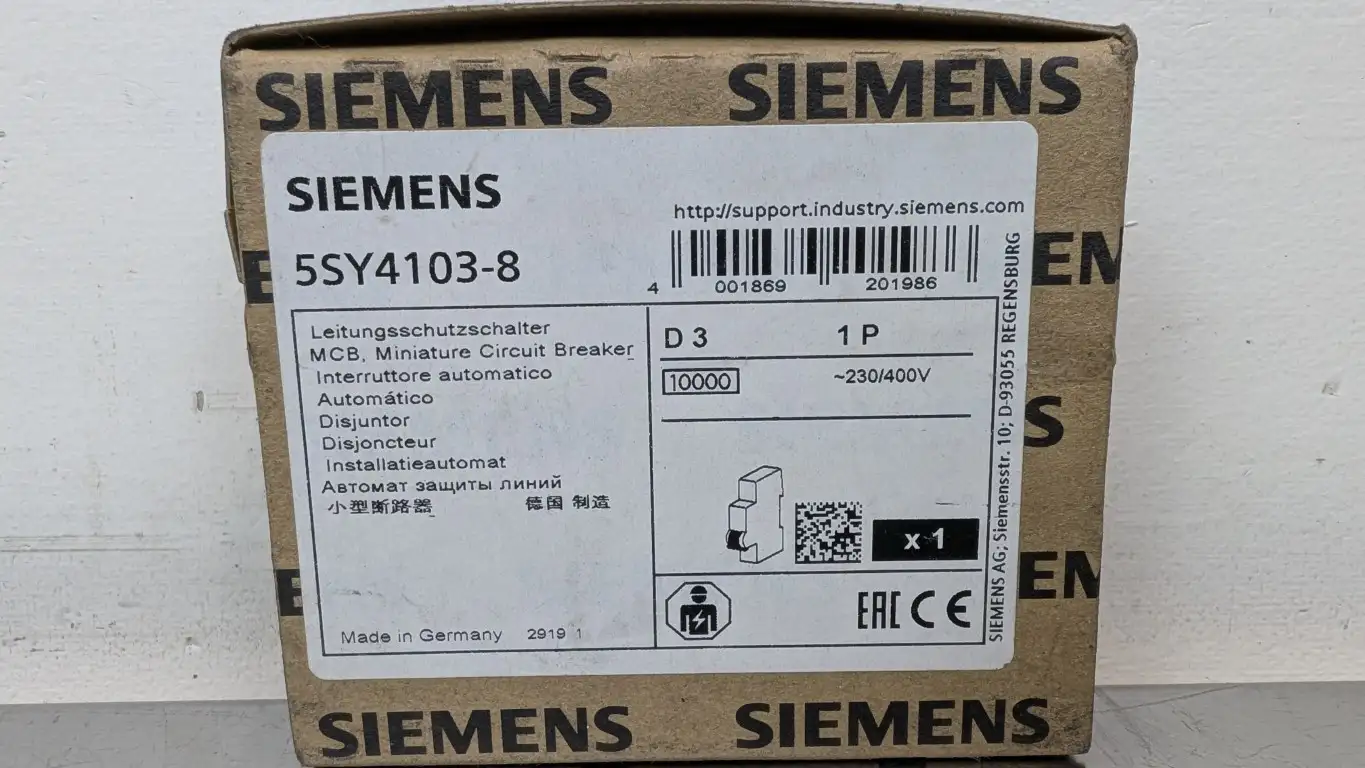 SIEMENS SIEMENS
SIEMENS
http://support.industry.siemens.com
5SY4103-8
4 001869 201986
Leitungsschutzschalter
MCB, Miniature Circuit Breaker
Interruttore automatico
Automático
Disjuntor
Disjoncteur
Installatieautomat
Автомат защиты линий
小型断路器 德国 制造
Made in Germany 2919 1
D 3 1 P
10000 ~230/400V
x 1
EAC CE
SIEMENS AG; Siemensstr. 10; D-93055 REGENSBURG
E EN
S
E EN
SIEMENS SIEMENS